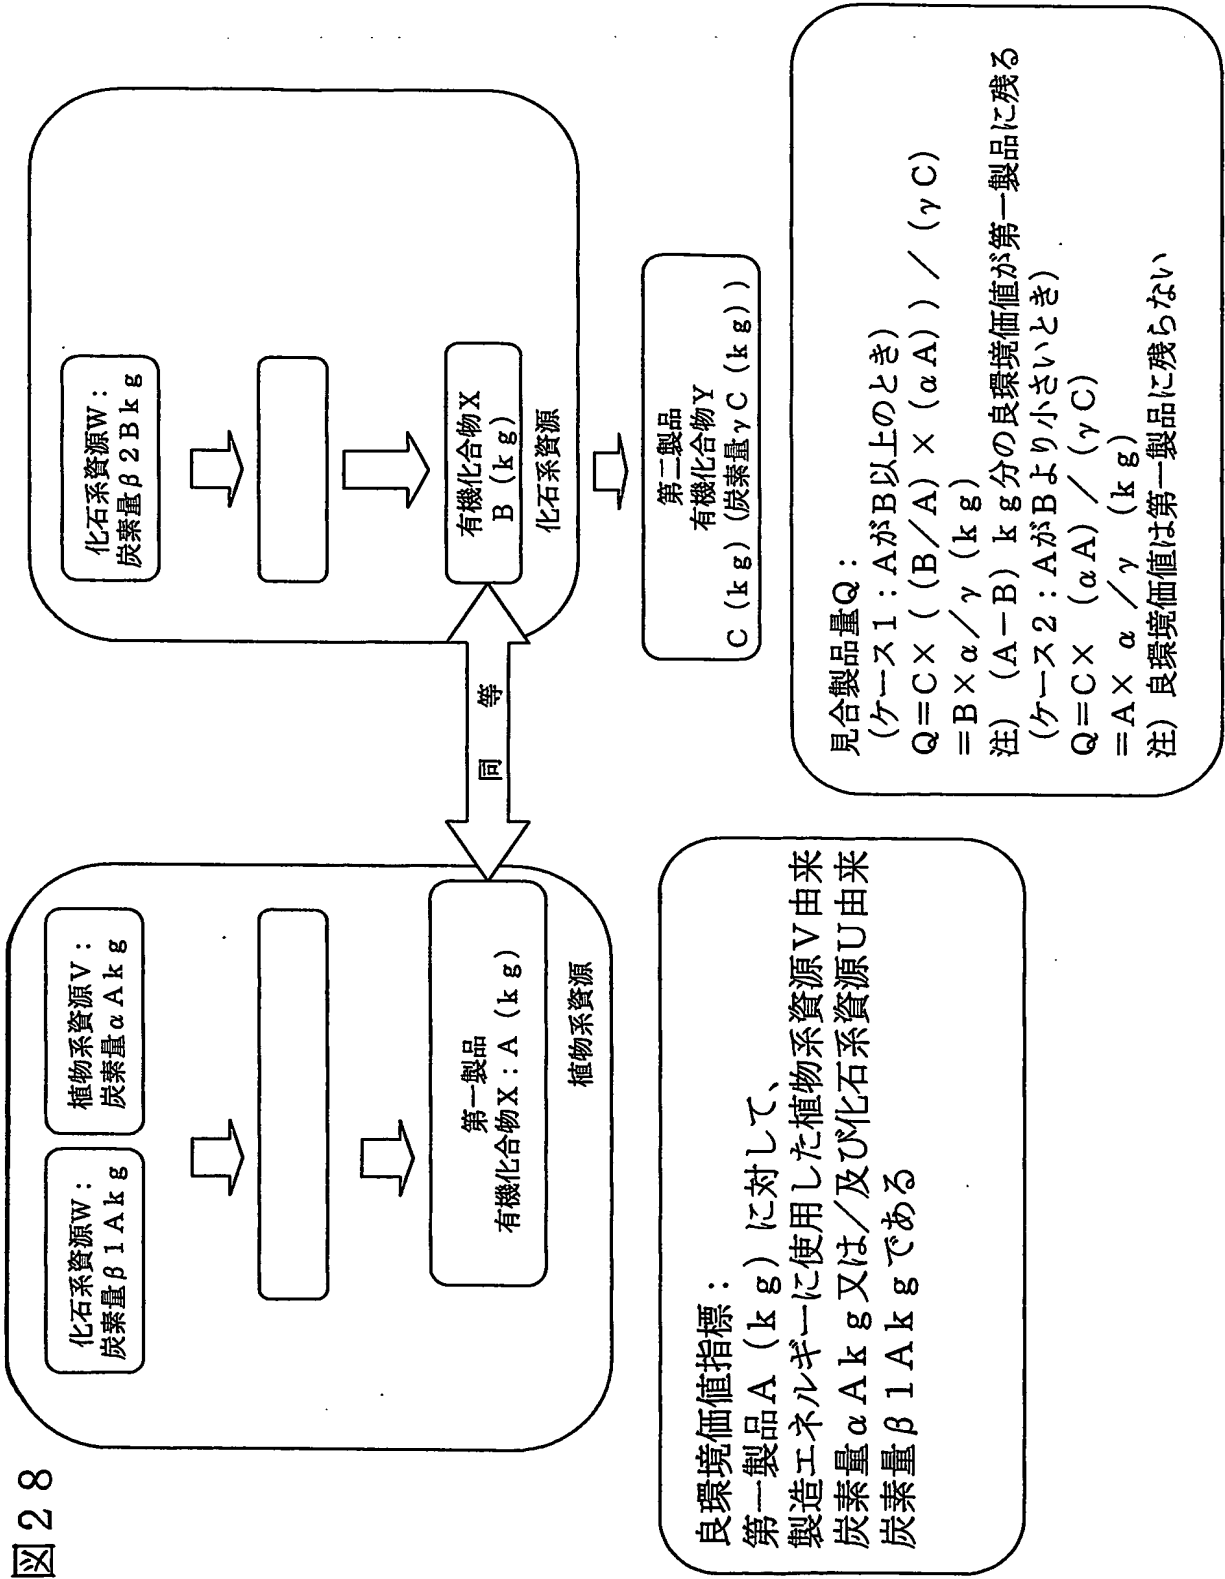 図２８
化石系資源W：
炭素量β１Ａｋｇ
植物系資源Ｖ：
炭素量αＡｋｇ
第一製品
有機化合物Ｘ：Ａ（ｋｇ）
植物系資源
同 等
化石系資源W：
炭素量β２Ｂｋｇ
有機化合物Ｘ
Ｂ（ｋｇ）
化石系資源
第二製品
有機化合物Ｙ
Ｃ（ｋｇ）（炭素量γＣ（ｋｇ））
良環境価値指標：
第一製品Ａ（ｋｇ）に対して、
製造エネルギーに使用した植物系資源Ｖ由来
炭素量αＡｋｇ又は／及び化石系資源Ｕ由来
炭素量β１Ａｋｇである
見合製品量Ｑ：
（ケース１：ＡがＢ以上のとき）
Ｑ＝Ｃ×（（Ｂ／Ａ）×（αＡ））／（γＣ）
＝Ｂ×α／γ（ｋｇ）
注）（Ａ－Ｂ）ｋｇ分の良環境価値が第一製品に残る
（ケース２：ＡがＢより小さいとき）
Ｑ＝Ｃ×（αＡ）／（γＣ）
＝Ａ×α／γ（ｋｇ）
注）良環境価値は第一製品に残らない